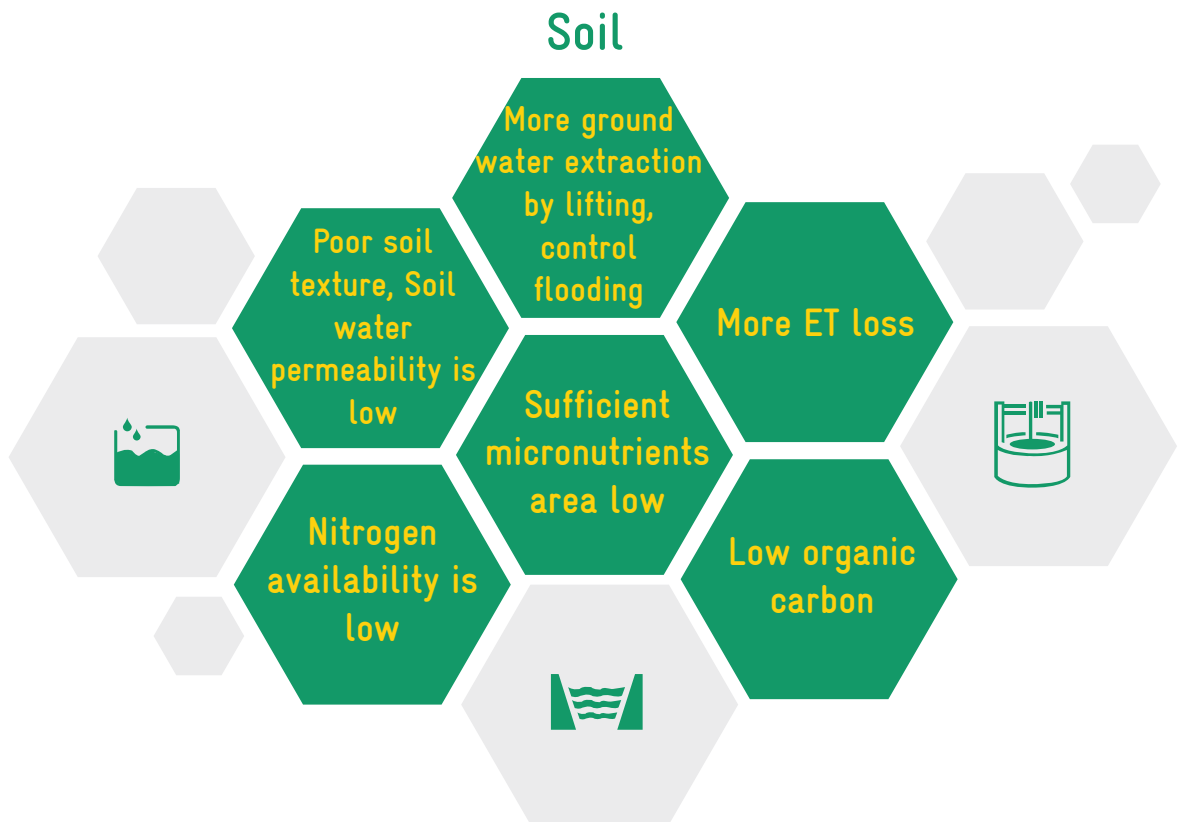 Soil
More ground
water extraction
by lifting,
control
flooding
Poor soil
texture, Soil
water
permeability is
low
More ET loss
Sufficient
micronutrients
area low
Nitrogen
availability is
low
Low organic
carbon